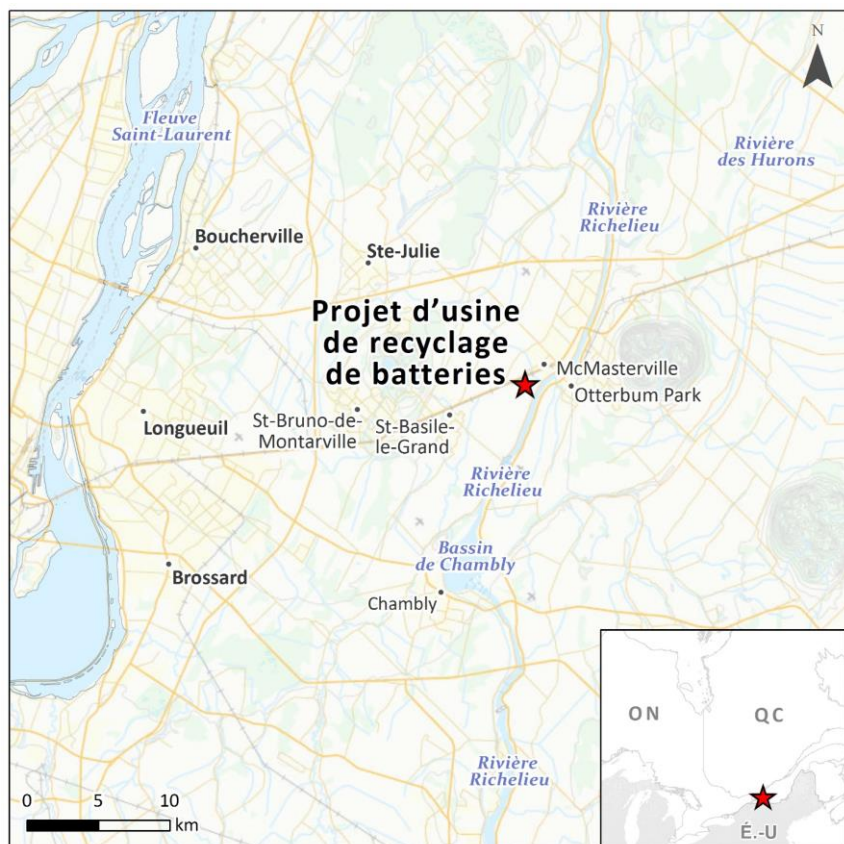 N
Fleuve
Saint-Laurent
Rivière
des Hurons
Rivière
Richelieu
Boucherville
Ste-Julie
Projet d’usine
de recyclage
de batteries
McMasterville
Otterbum Park
Longueuil
St-Bruno-de-
Montarville
St-Basile-
le-Grand
Rivière
Richelieu
Bassin
de Chambly
Brossard
Chambly
Rivière
Richelieu
ON
QC
É.-U
0 5 10
km